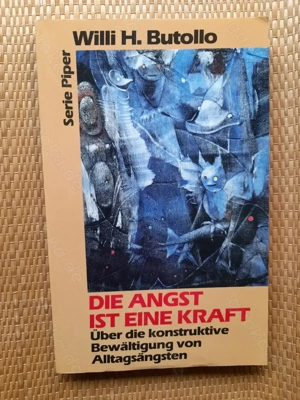 Willi H. Butollo
Serie Piper
DIE ANGST
IST EINE KRAFT
Über die konstruktive
Bewältigung von
Alltagsängsten